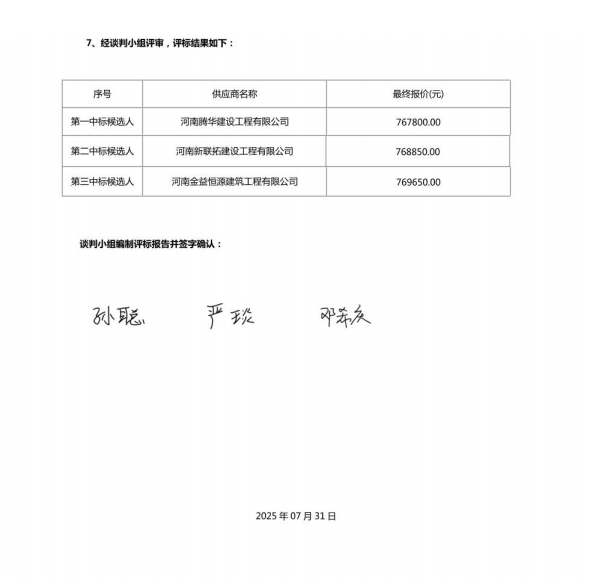 7、经谈判小组评审，评标结果如下：
序号 供应商名称 最终报价(元)
第一中标候选人 河南腾华建设工程有限公司 767800.00
第二中标候选人 河南新联拓建设工程有限公司 768850.00
第三中标候选人 河南金益恒源建筑工程有限公司 769650.00
谈判小组编制评标报告并签字确认：
孙聪 严琰 邓希庆
2025 年 07 月 31 日